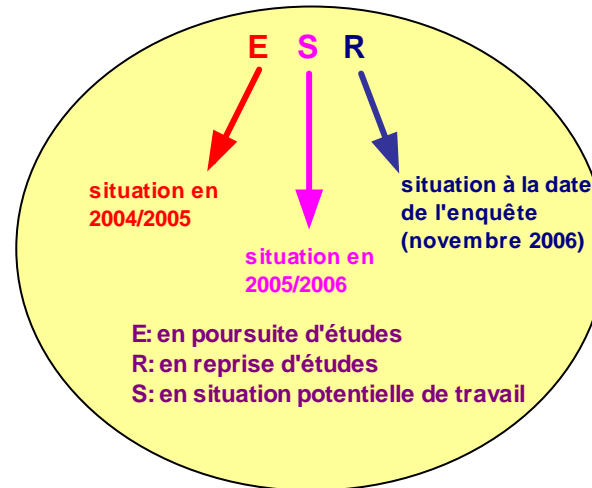 E S R
situation en
2004/2005
situation à la date
de l'enquête
(novembre 2006)
situation en
2005/2006
E: en poursuite d'études
R: en reprise d'études
S: en situation potentielle de travail